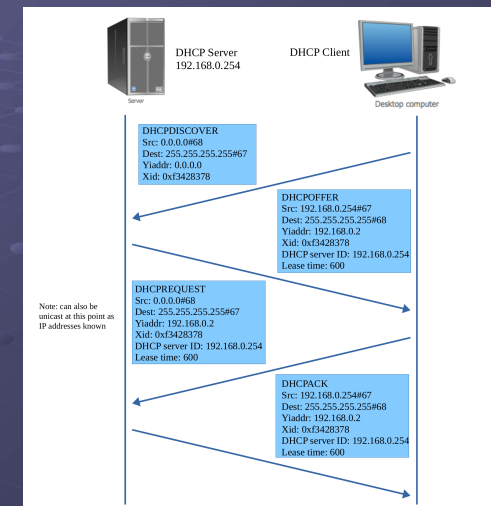 DHCP Server
192.168.0.254
DHCP Client
Server
Desktop computer
DHCPDISCOVER
Src: 0.0.0.0#68
Dest: 255.255.255.255#67
Yiaddr: 0.0.0.0
Xid: 0xf3428378
DHCPOFFER
Src: 192.168.0.254#67
Dest: 255.255.255.255#68
Yiaddr: 192.168.0.2
Xid: 0xf3428378
DHCP server ID: 192.168.0.254
Lease time: 600
Note: can also be
unicast at this point as
IP addresses known
DHCPREQUEST
Src: 0.0.0.0#68
Dest: 255.255.255.255#67
Yiaddr: 192.168.0.2
Xid: 0xf3428378
DHCP server ID: 192.168.0.254
Lease time: 600
DHCPACK
Src: 192.168.0.254#67
Dest: 255.255.255.255#68
Yiaddr: 192.168.0.2
Xid: 0xf3428378
DHCP server ID: 192.168.0.254
Lease time: 600